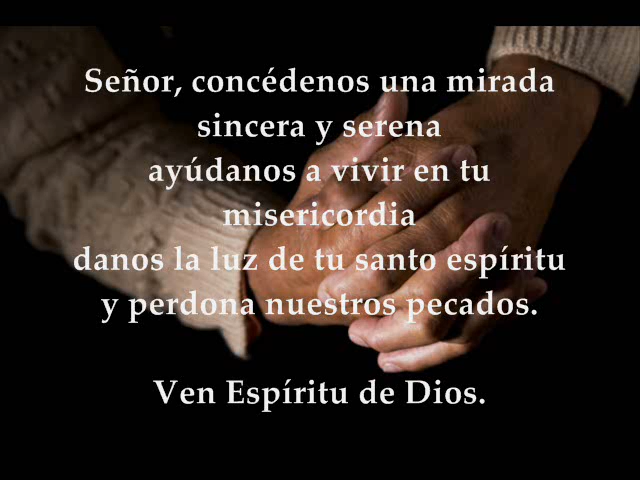 Señor, concédenos una mirada
sincera y serena
ayúdanos a vivir en tu
misericordia
danos la luz de tu santo espíritu
y perdona nuestros pecados.
Ven Espíritu de Dios.